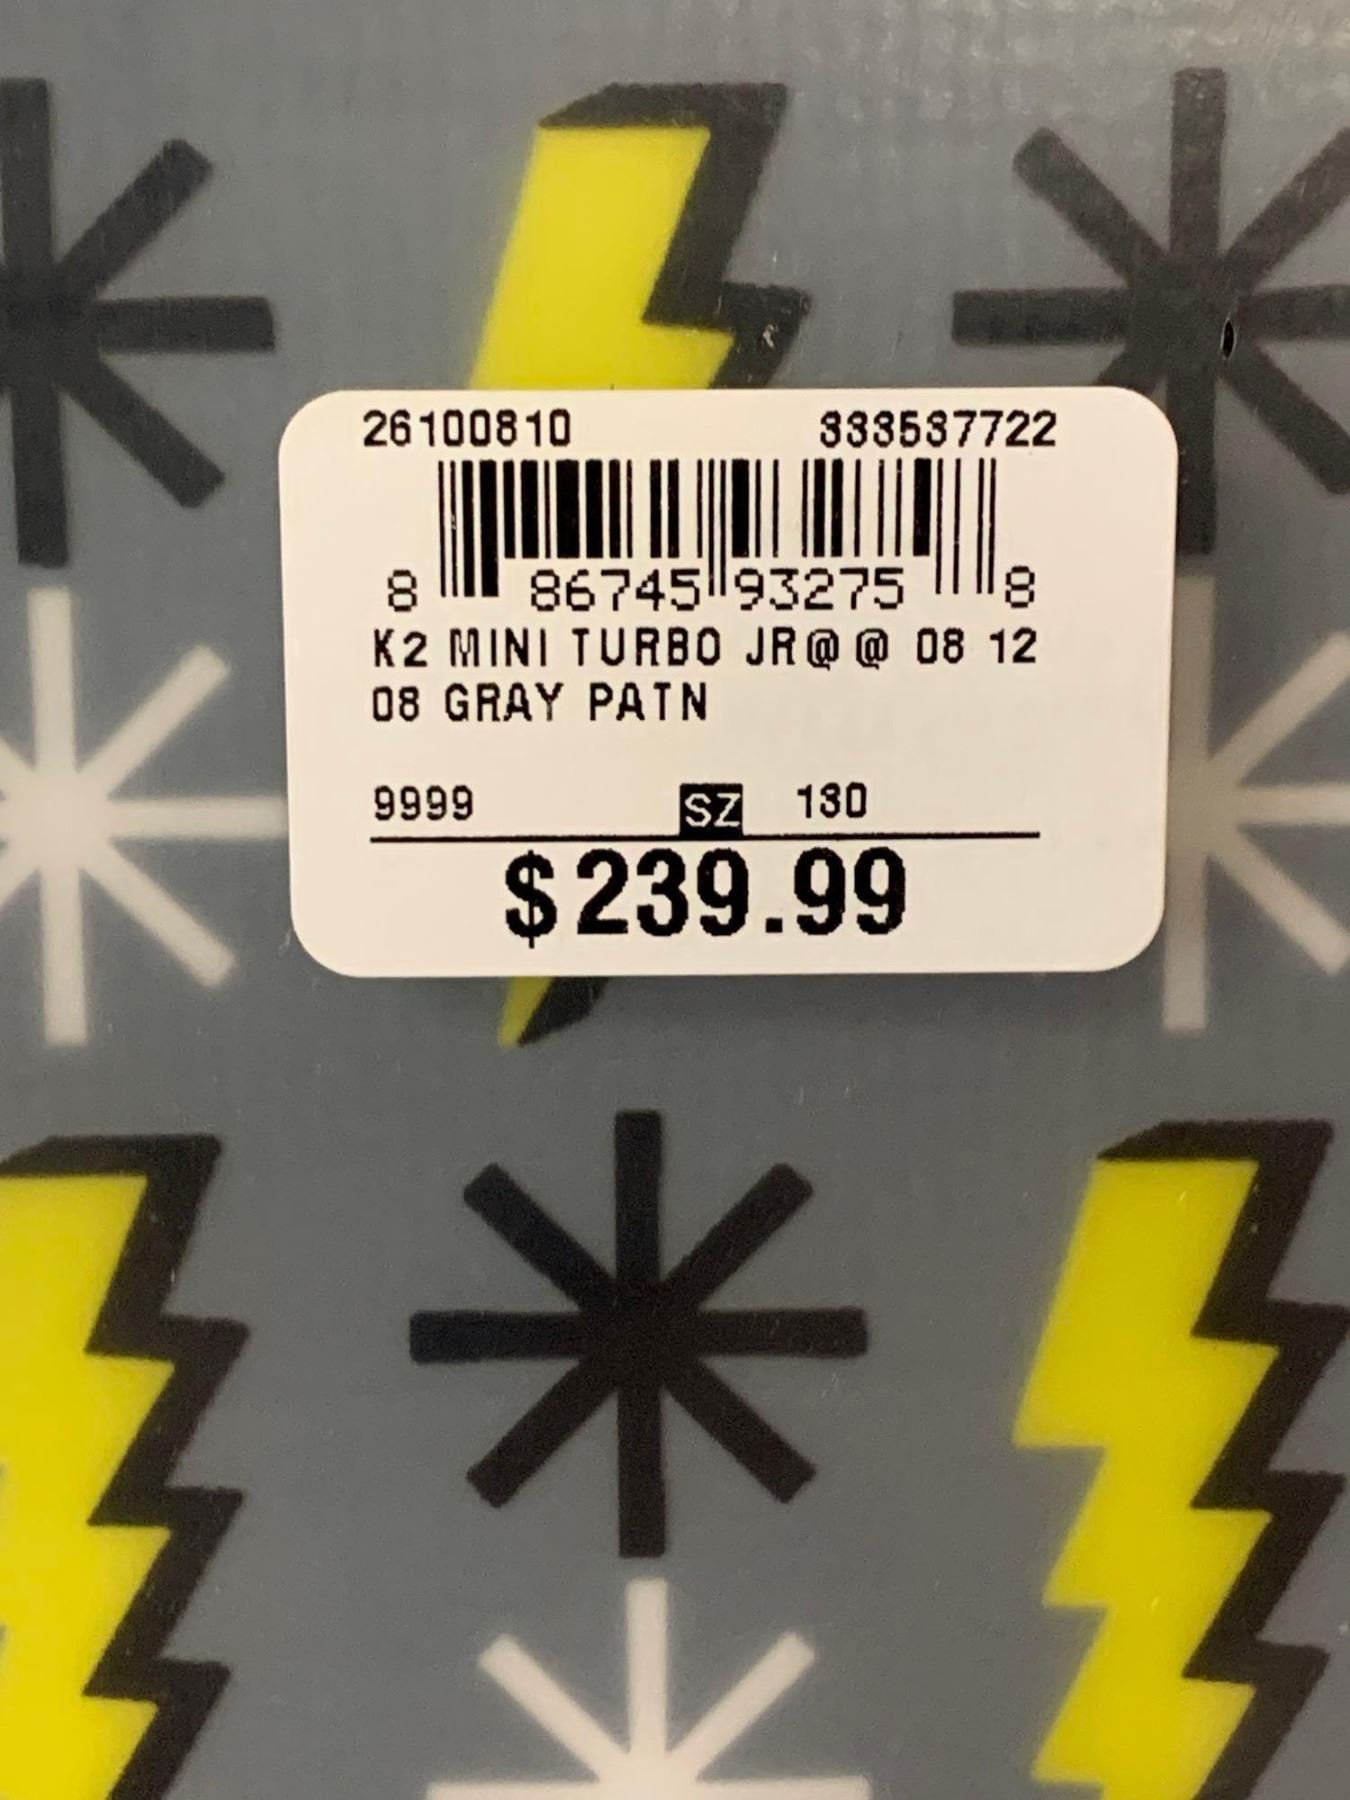 26100810 333537722
8 86745 93275 8
K2 MINI TURBO JR@@ 08 12
08 GRAY PATN
9999 SZ 130
$239.99